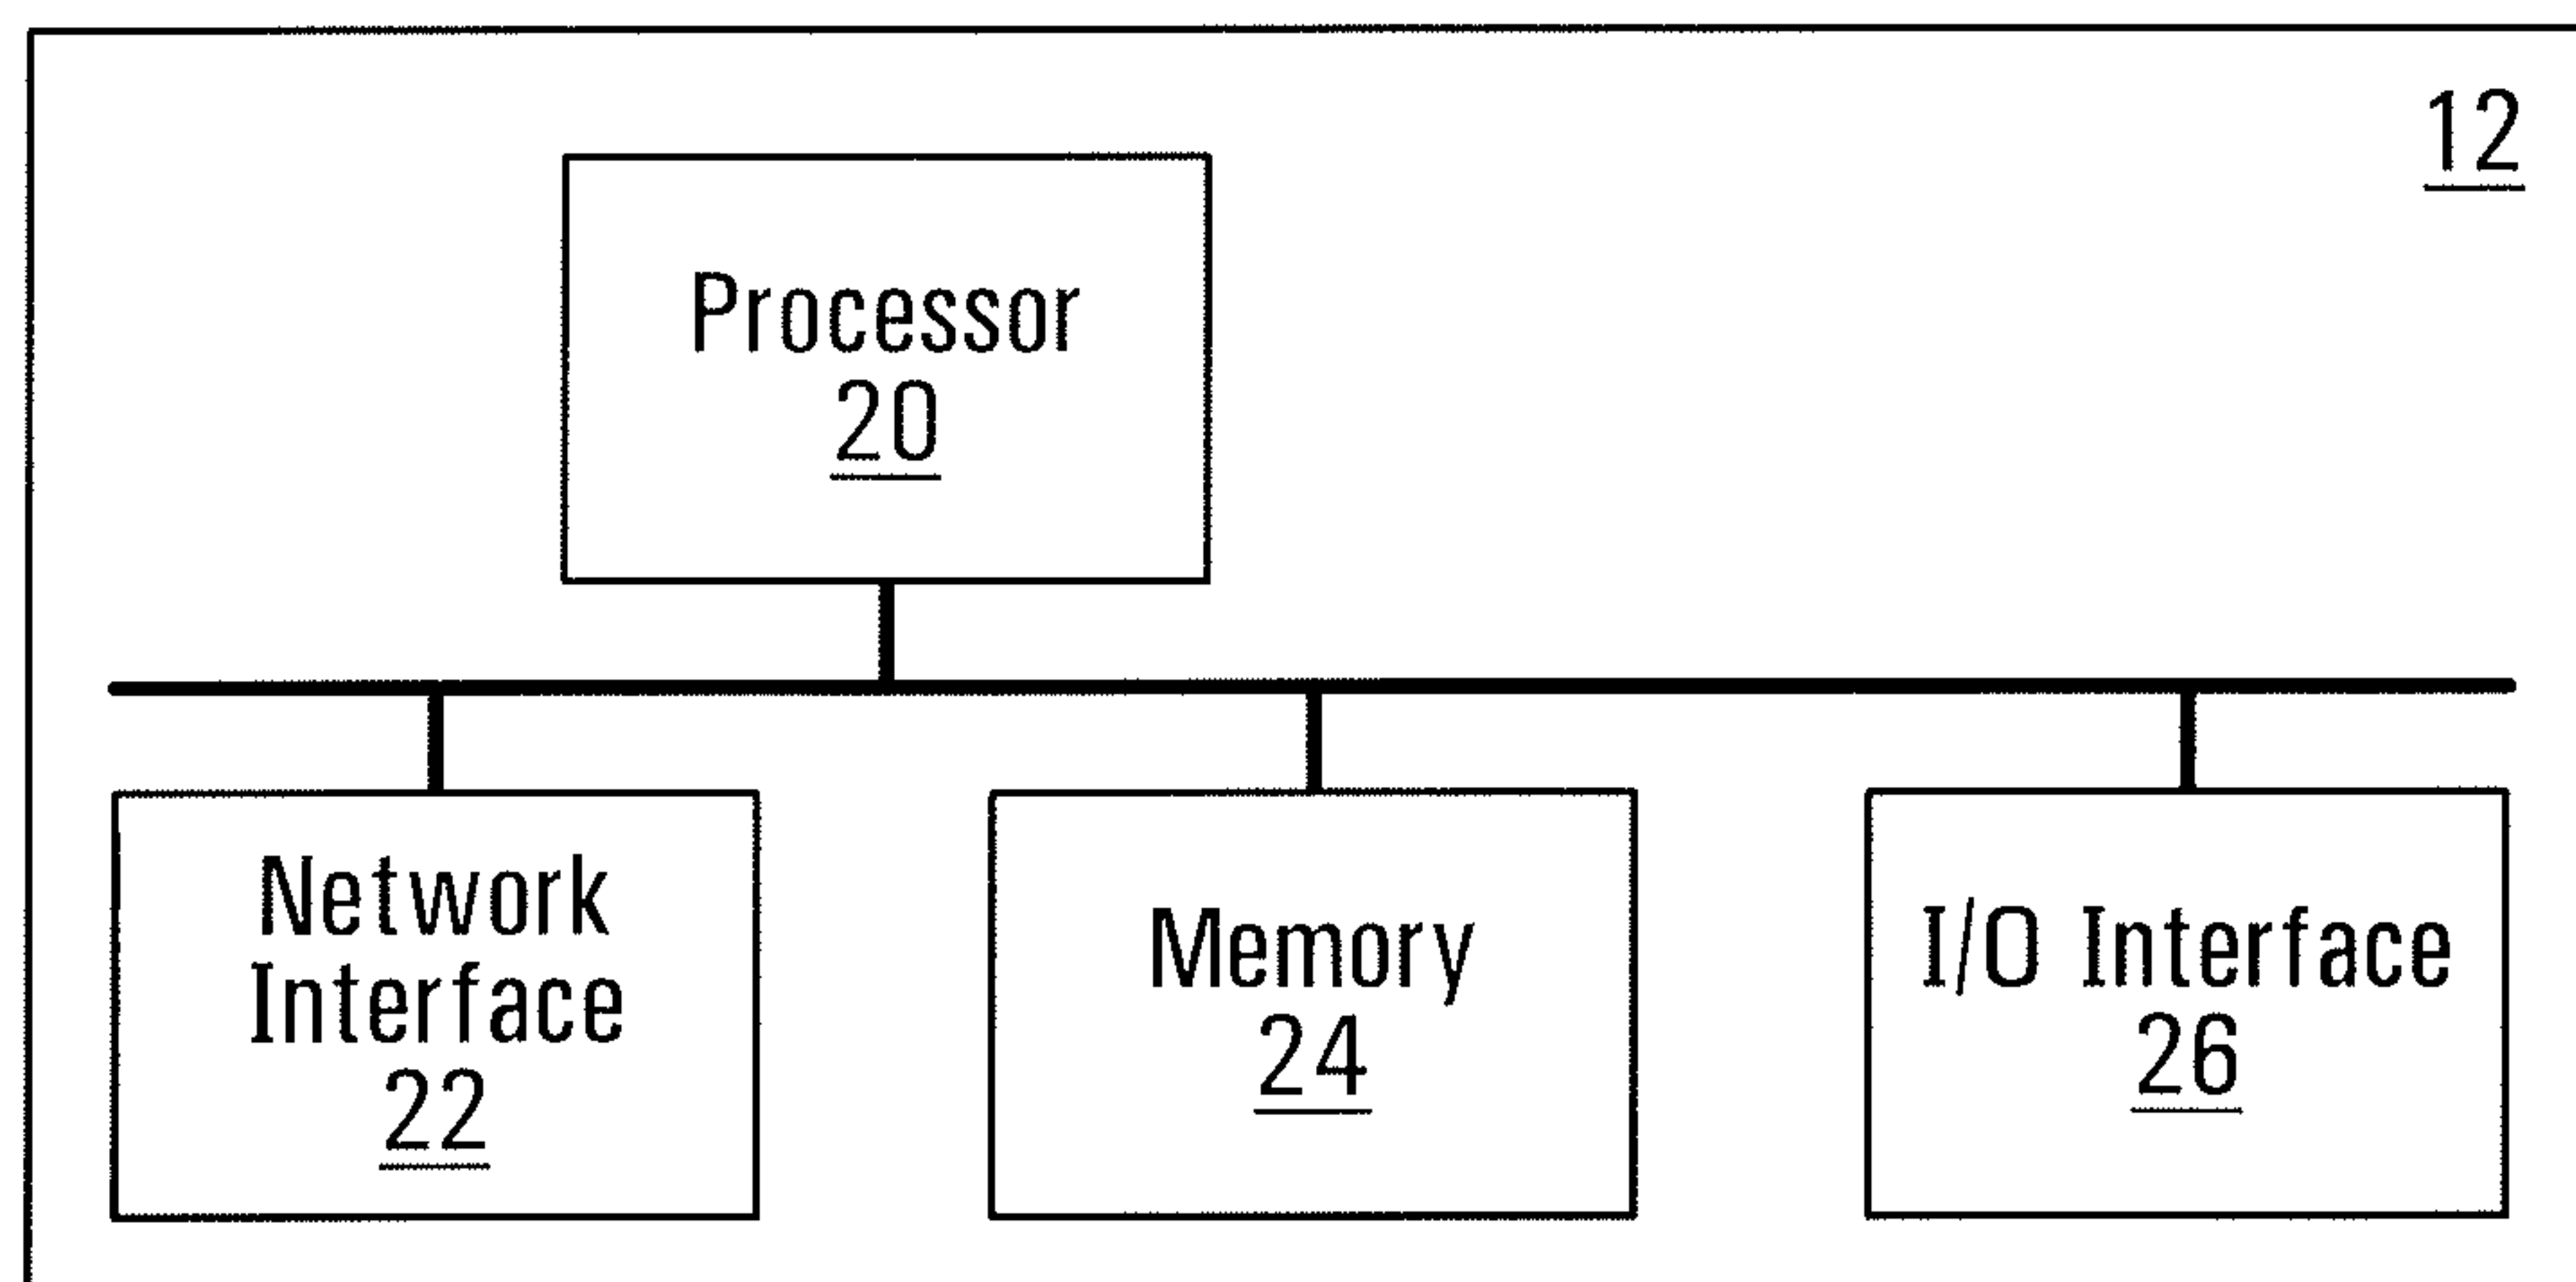 12
Processor
20
Network
Interface
22
Memory
24
I/O Interface
26